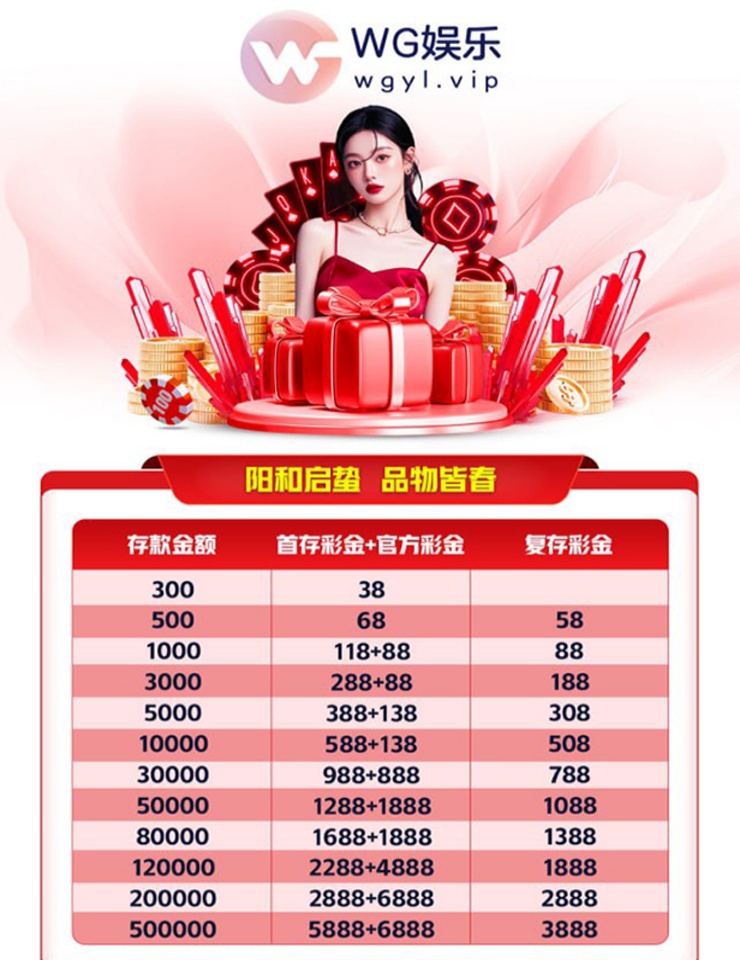 WG娱乐
wgyl.vip
A
K
Q
J
100
阳和启蛰 品物皆春
存款金额 首存彩金+官方彩金 复存彩金
300 38
500 68 58
1000 118+88 88
3000 288+88 188
5000 388+138 308
10000 588+138 508
30000 988+888 788
50000 1288+1888 1088
80000 1688+1888 1388
120000 2288+4888 1888
200000 2888+6888 2888
500000 5888+6888 3888